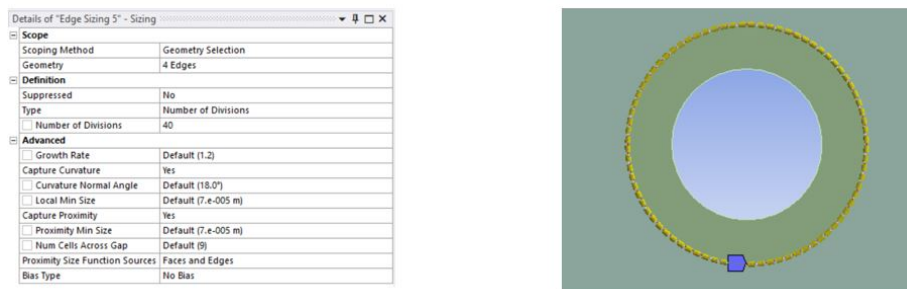 Details of "Edge Sizing 5" - Sizing
Scope
Scoping Method Geometry Selection
Geometry 4 Edges
Definition
Suppressed No
Type Number of Divisions
Number of Divisions 40
Advanced
Growth Rate Default (1.2)
Capture Curvature Yes
Curvature Normal Angle Default (18.0°)
Local Min Size Default (7.e-005 m)
Capture Proximity Yes
Proximity Min Size Default (7.e-005 m)
Num Cells Across Gap Default (9)
Proximity Size Function Sources Faces and Edges
Bias Type No Bias